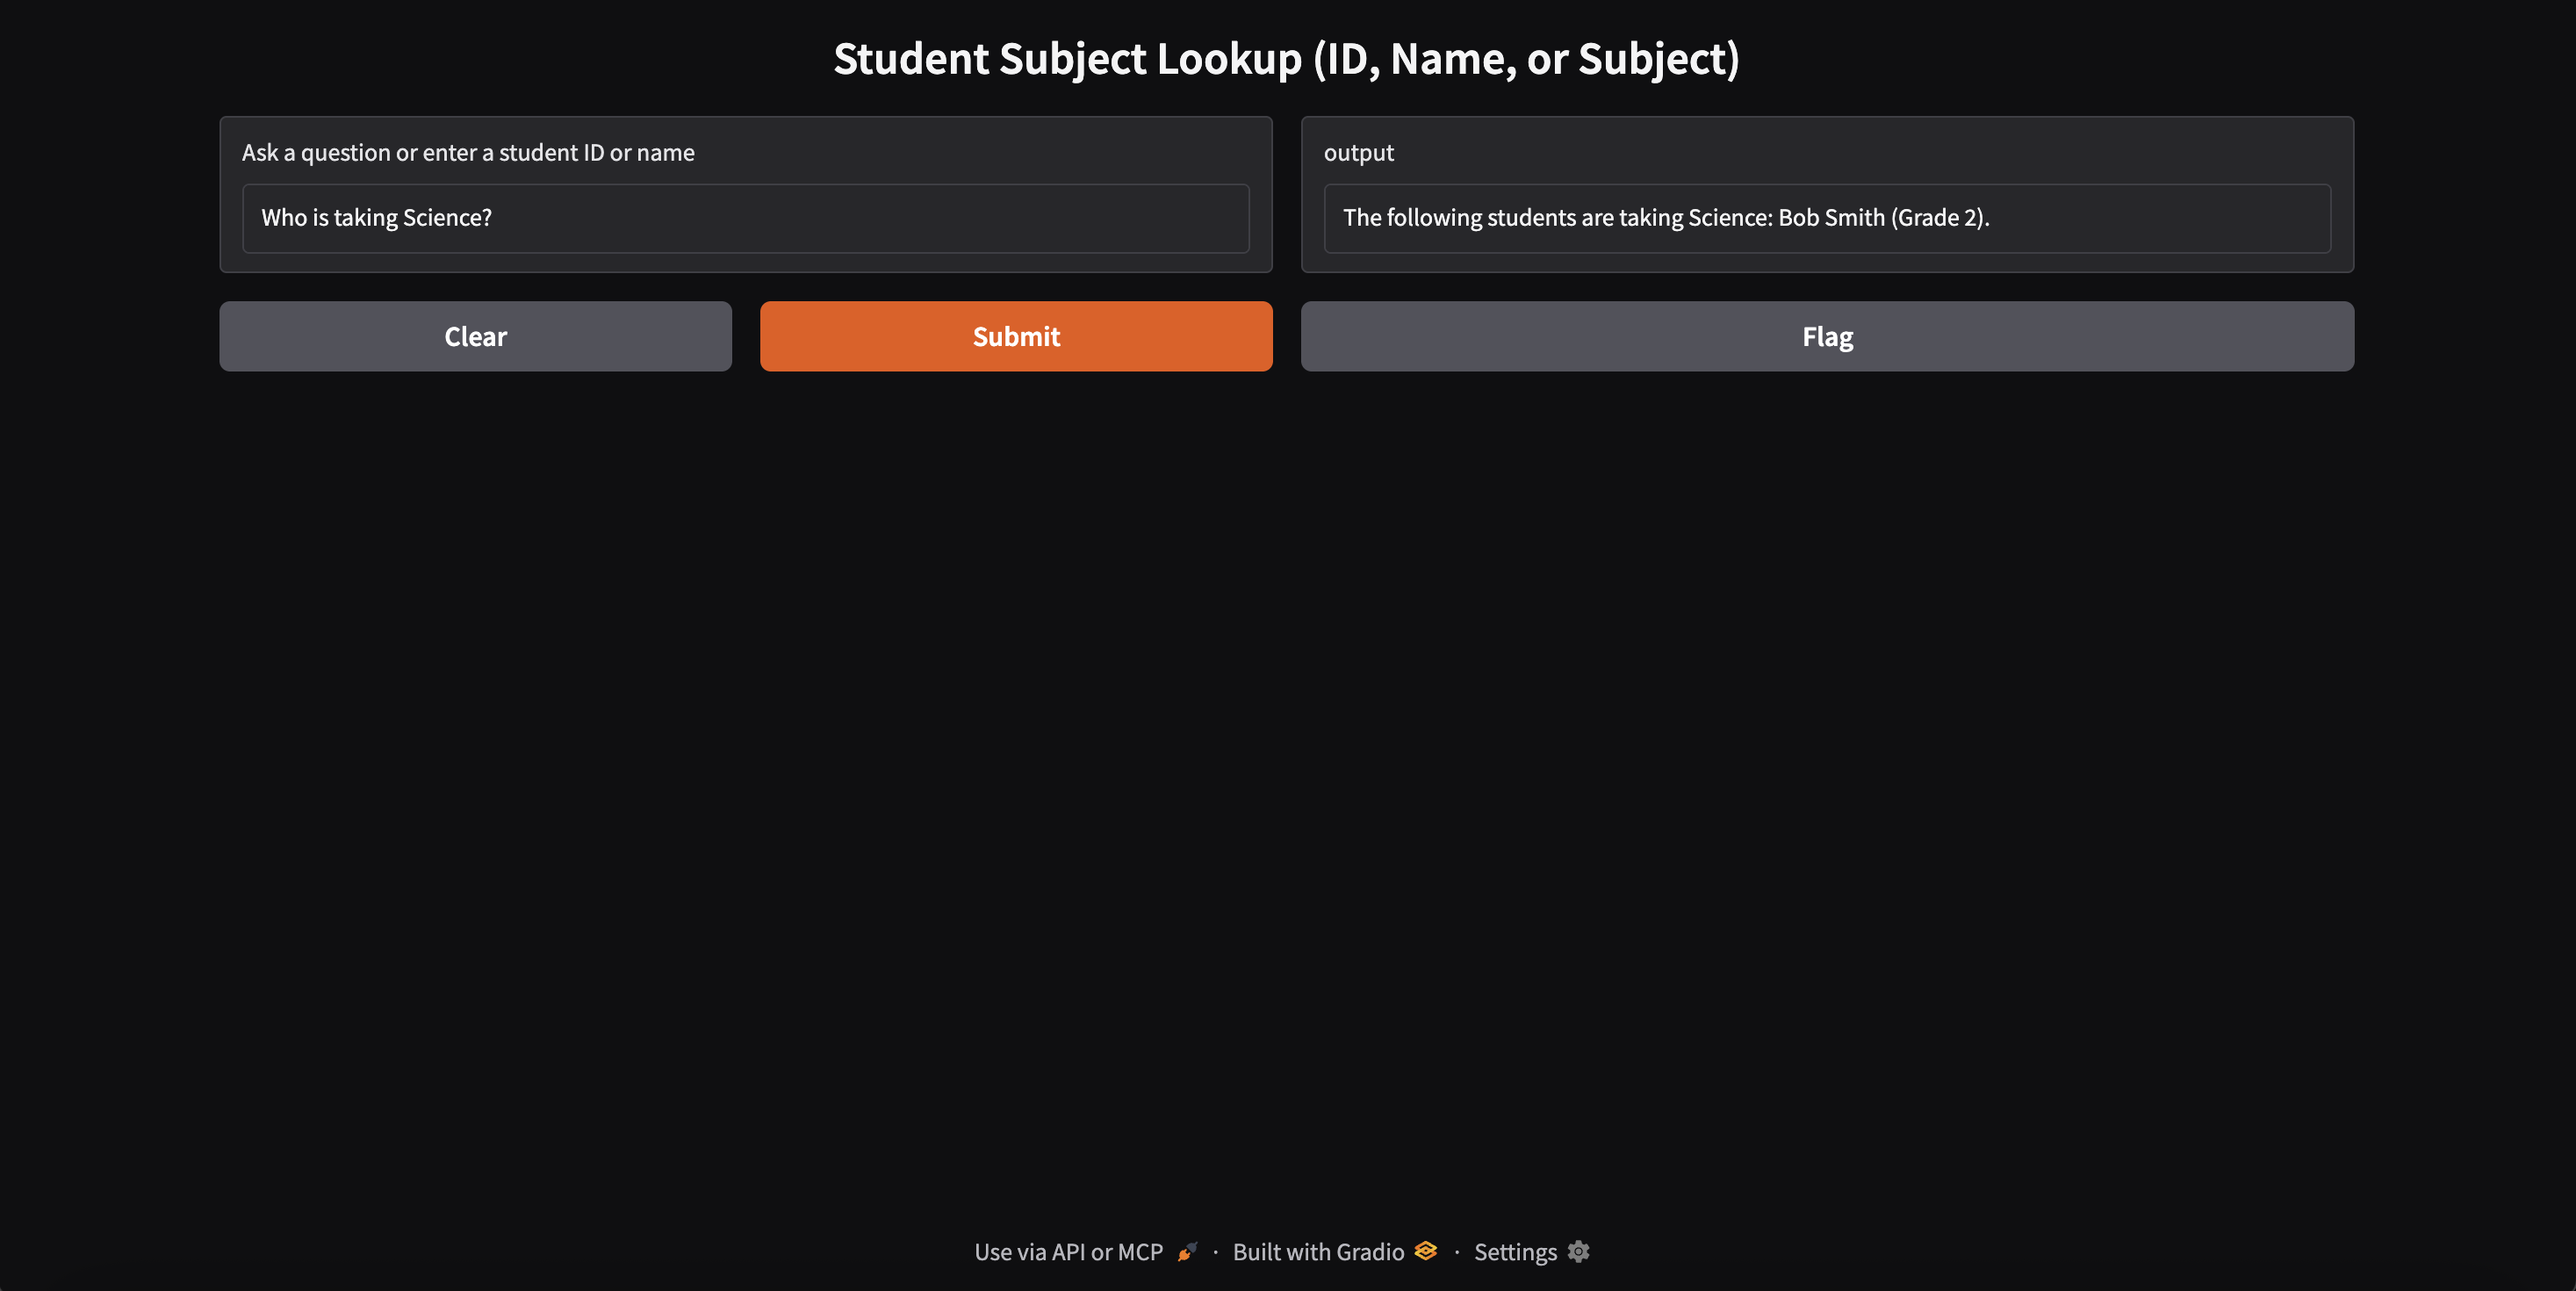 Student Subject Lookup (ID, Name, or Subject)
Ask a question or enter a student ID or name
Who is taking Science?
output
The following students are taking Science: Bob Smith (Grade 2).
Clear
Submit
Flag
Use via API or MCP · Built with Gradio · Settings